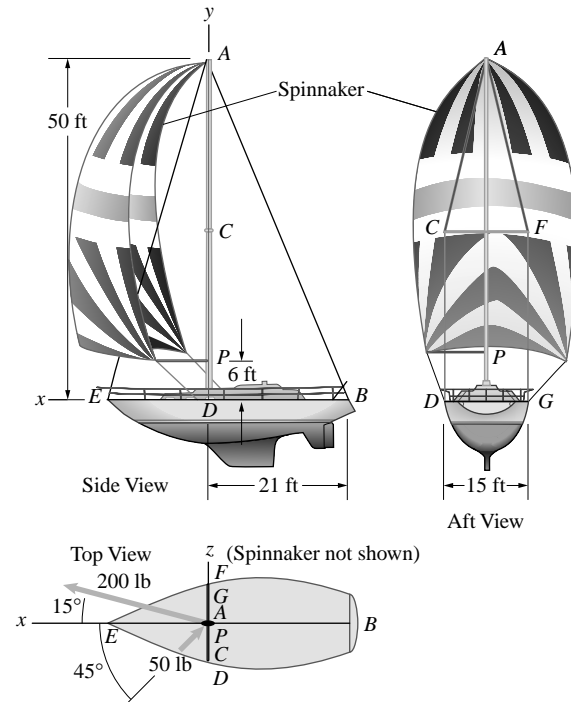 y
A
A
Spinnaker
50 ft
C
C
F
P
P
6 ft
x
E
D
B
D
G
Side View
21 ft
15 ft
Aft View
Top View
z
(Spinnaker not shown)
200 lb
F
G
15°
A
x
E
P
B
C
45°
50 lb
D